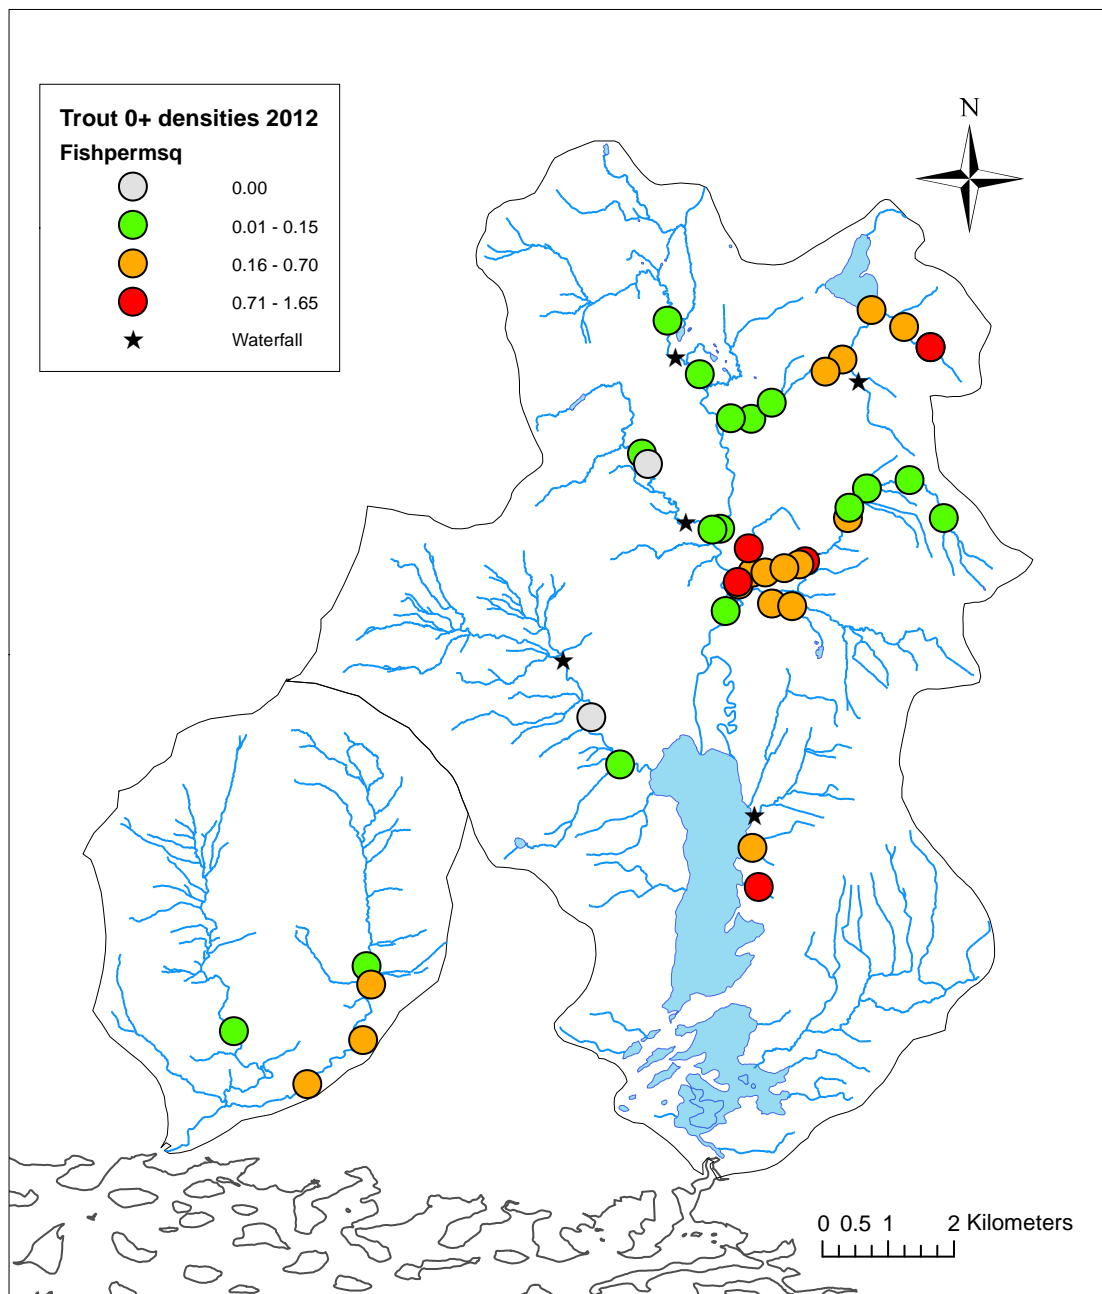 Trout 0+ densities 2012
Fishpermsq
0.00
0.01 - 0.15
0.16 - 0.70
0.71 - 1.65
Waterfall
N
0 0.5 1 2 Kilometers